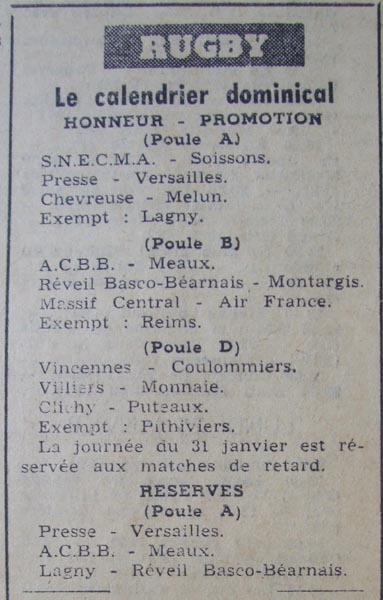 RUGBY
Le calendrier dominical
HONNEUR - PROMOTION
(Poule A)
S.N.E.C.M.A. - Soissons.
Presse - Versailles.
Chevreuse - Melun.
Exempt : Lagny.
(Poule B)
A.C.B.B. - Meaux.
Réveil Basco-Béarnais - Montargis.
Massif Central - Air France.
Exempt : Reims.
(Poule D)
Vincennes - Coulommiers.
Villiers - Monnaie.
Clichy - Puteaux.
Exempt : Pithiviers.
La journée du 31 janvier est ré-
servée aux matches de retard.
RESERVES
(Poule A)
Presse - Versailles.
A.C.B.B. - Meaux.
Lagny - Réveil Basco-Béarnais.